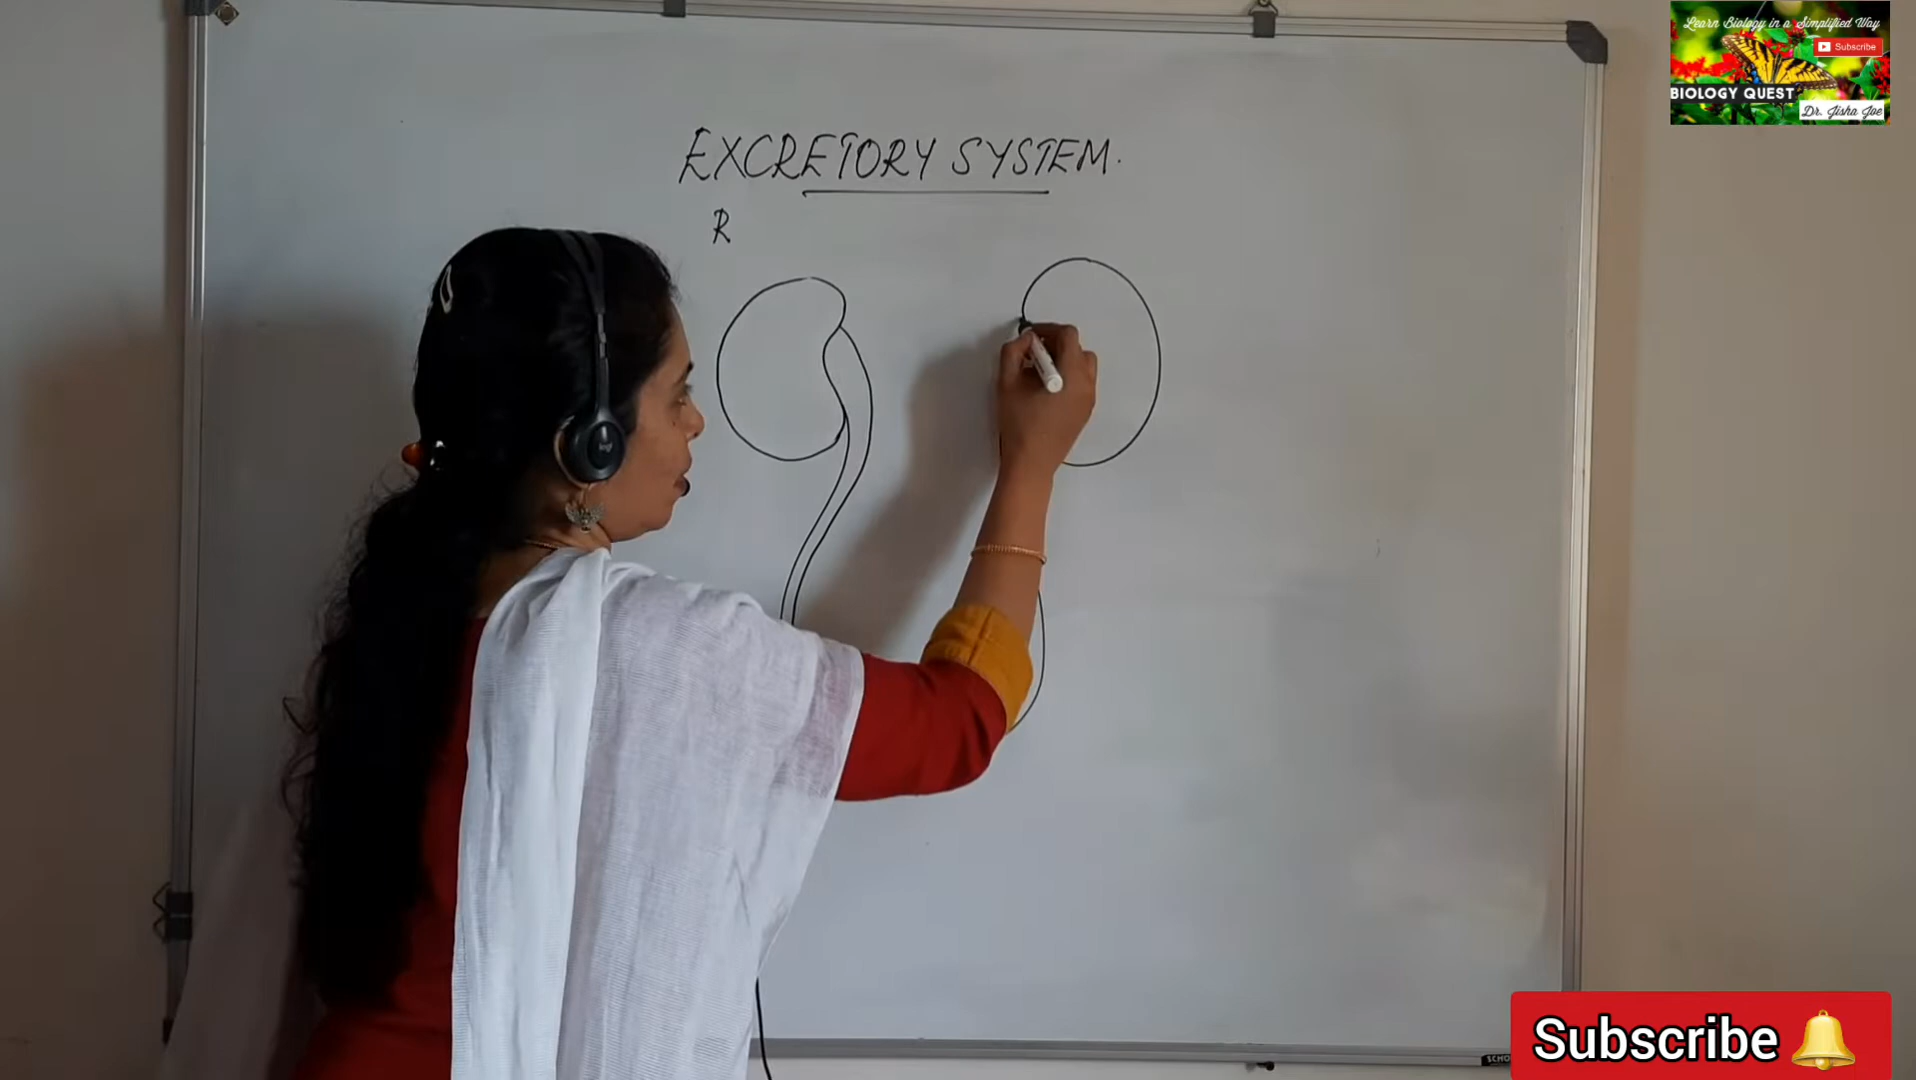 Learn Biology in a Simplified Way
Subscribe
BIOLOGY QUEST
Dr. Jisha Joe
EXCRETORY SYSTEM.
R
Subscribe